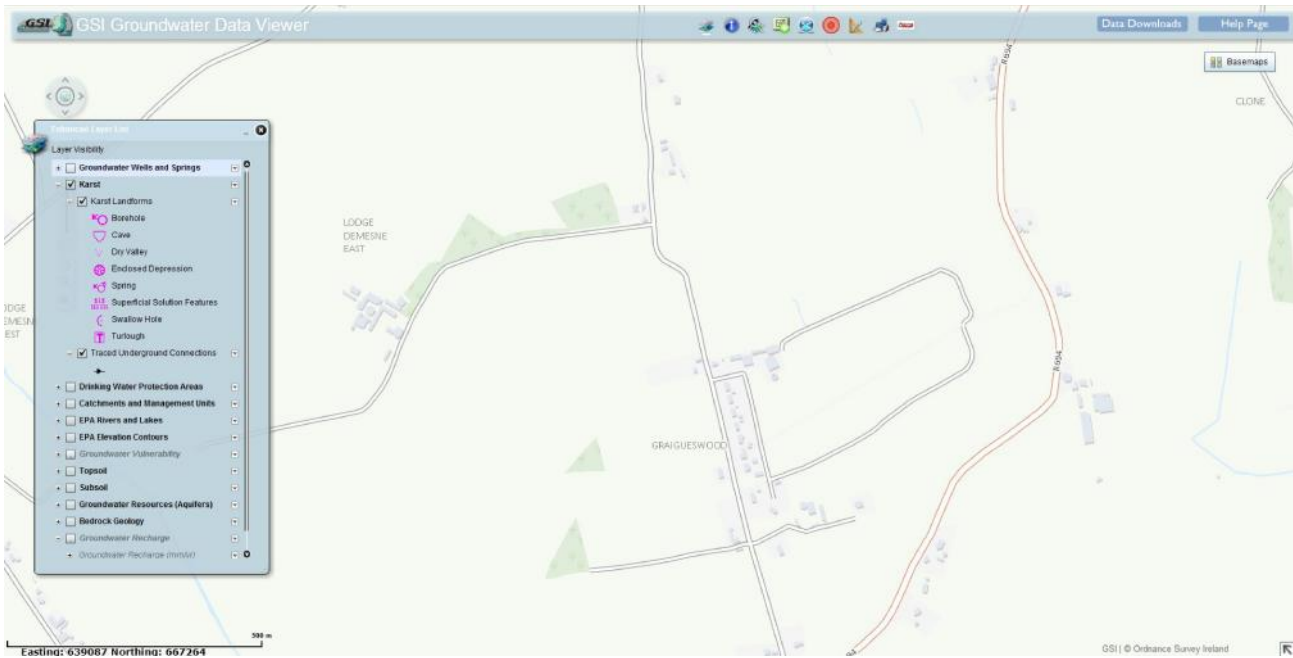 GSI GSI Groundwater Data Viewer
Data Downloads Help Page
Basemaps
R694
CLONE
Layer Visibility
Groundwater Wells and Springs
Karst
Karst Landforms
Borehole
Cave
Dry Valley
Enclosed Depression
Spring
Superficial Solution Features
Swallow Hole
Turlough
Traced Underground Connections
Drinking Water Protection Areas
Catchments and Management Units
EPA Rivers and Lakes
EPA Elevation Contours
Groundwater Vulnerability
Topsoil
Subsoil
Groundwater Resources (Aquifers)
Bedrock Geology
Groundwater Recharge
Groundwater Recharge (mm/yr)
LODGE
DEMESNE
EAST
R694
GRAIGUESWOOD
500 m
Easting: 639087 Northing: 667264
GSI | © Ordnance Survey Ireland